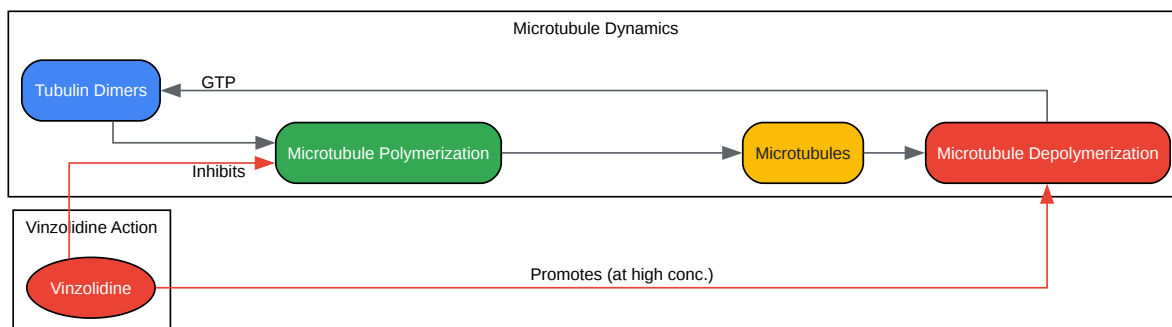 Microtubule Dynamics
Tubulin Dimers
GTP
Microtubule Polymerization
Microtubules
Microtubule Depolymerization
Inhibits
Vinzolidine Action
Vinzolidine
Promotes (at high conc.)